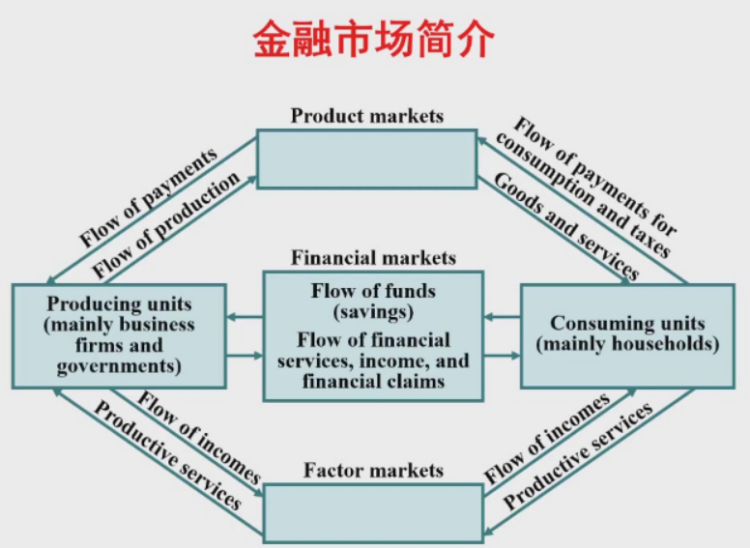 金融市场简介
Product markets
Flow of payments
Flow of production
Flow of payments for
consumption and taxes
Goods and services
Financial markets
Producing units
(mainly business
firms and
governments)
Flow of funds
(savings)
Flow of financial
services, income, and
financial claims
Consuming units
(mainly households)
Flow of incomes
Productive services
Factor markets
Flow of incomes
Productive services